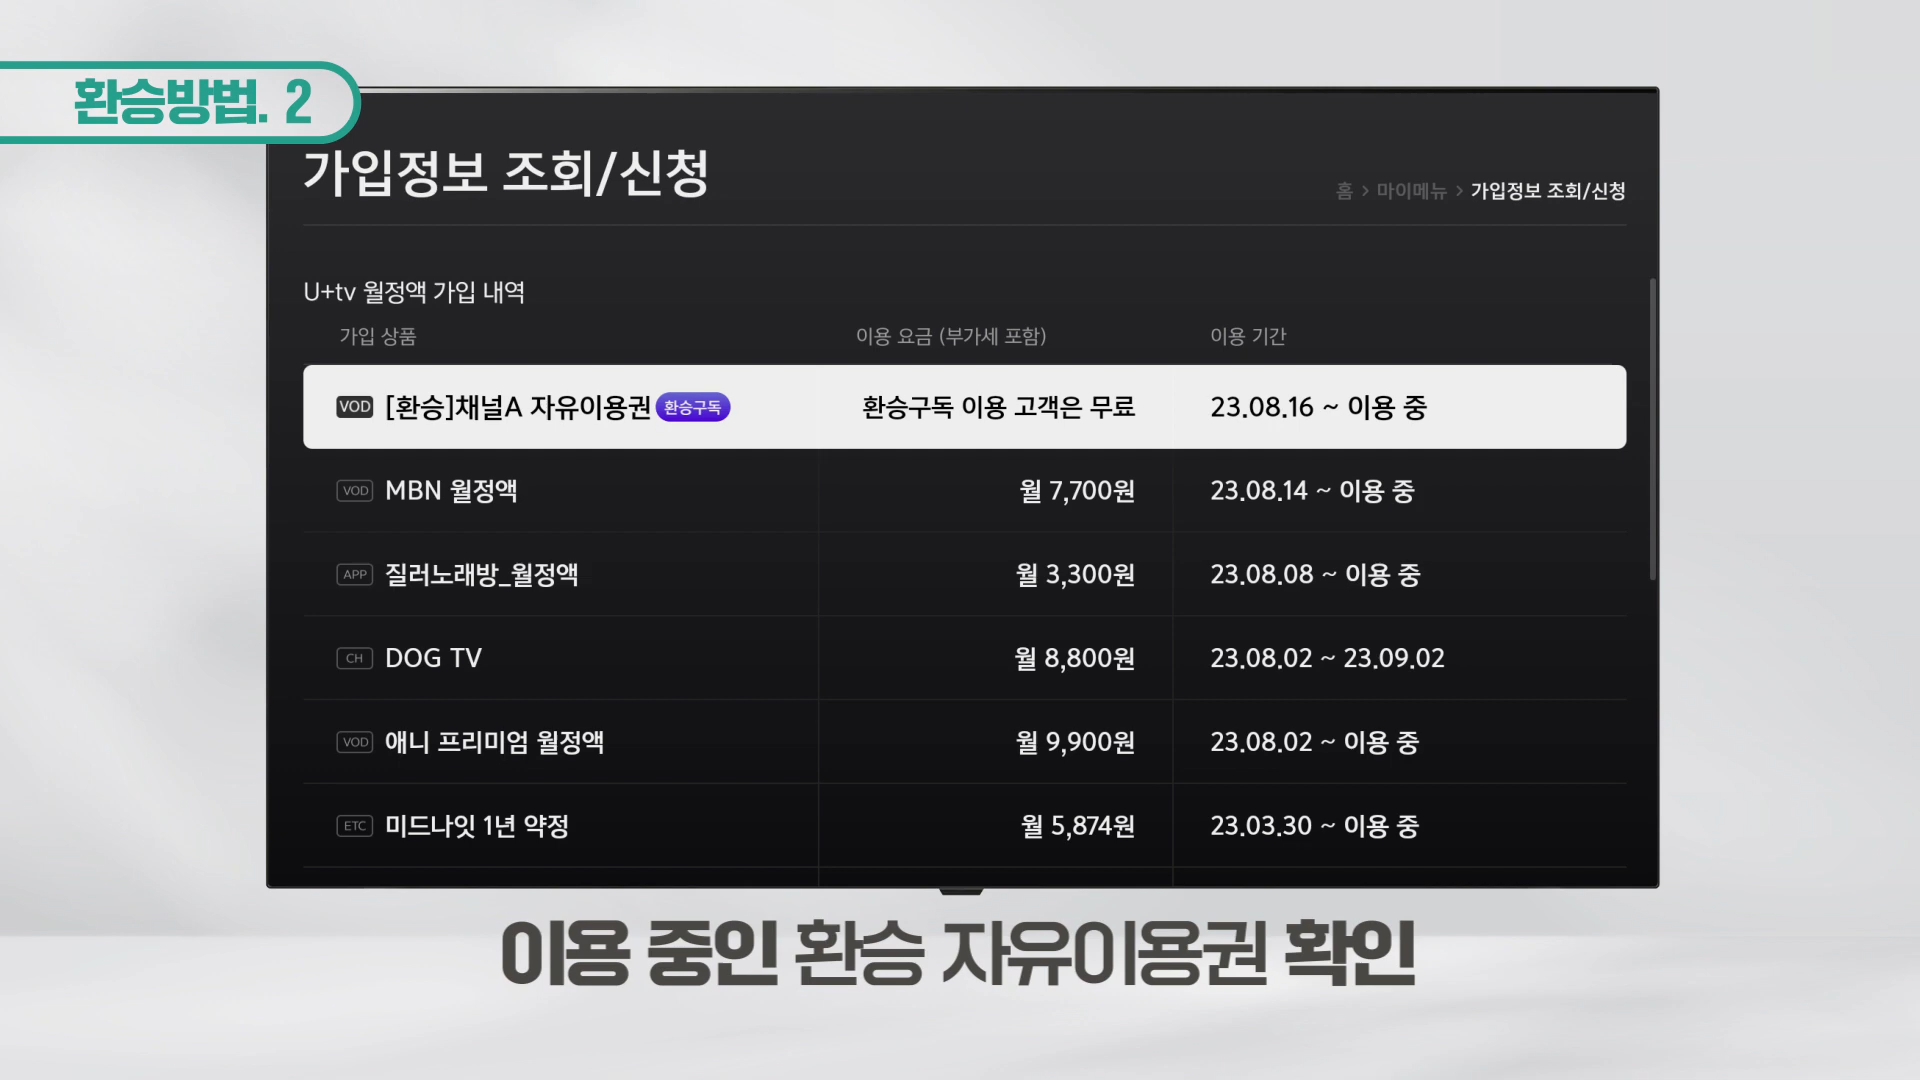 환승방법. 2
가입정보 조회/신청
홈 > 마이메뉴 > 가입정보 조회/신청
U+tv 월정액 가입 내역
가입 상품 이용 요금 (부가세 포함) 이용 기간
VOD [환승]채널A 자유이용권 환승구독 환승구독 이용 고객은 무료 23.08.16 ~ 이용 중
VOD MBN 월정액 월 7,700원 23.08.14 ~ 이용 중
APP 질러노래방_월정액 월 3,300원 23.08.08 ~ 이용 중
CH DOG TV 월 8,800원 23.08.02 ~ 23.09.02
VOD 애니 프리미엄 월정액 월 9,900원 23.08.02 ~ 이용 중
ETC 미드나잇 1년 약정 월 5,874원 23.03.30 ~ 이용 중
이용 중인 환승 자유이용권 확인